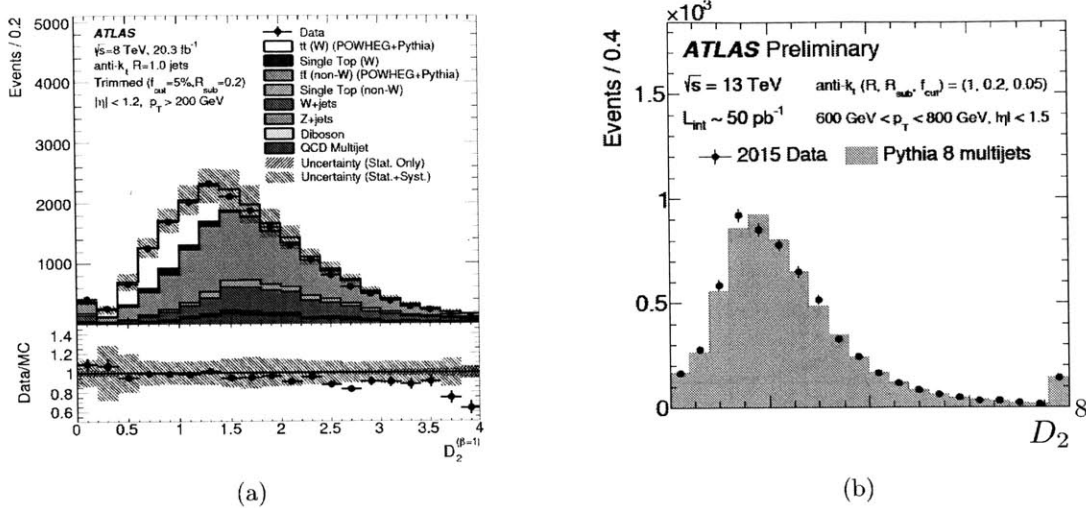 Events / 0.2
5000
4000
3000
2000
1000
ATLAS
√s=8 TeV, 20.3 fb⁻¹
anti-kt R=1.0 jets
Trimmed (fcut=5%,Rsub=0.2)
|η| < 1.2, pT > 200 GeV
Data
tt (W) (POWHEG+Pythia)
Single Top (W)
tt (non-W) (POWHEG+Pythia)
Single Top (non-W)
W+jets
Z+jets
Diboson
QCD Multijet
Uncertainty (Stat. Only)
Uncertainty (Stat.+Syst.)
Data/MC
1.4
1.2
1
0.8
0.6
0 0.5 1 1.5 2 2.5 3 3.5 4
D2(β=1)
(a)
×10³
Events / 0.4
1.5
1
0.5
0
ATLAS Preliminary
√s = 13 TeV
anti-kt (R, Rsub, fcut) = (1, 0.2, 0.05)
Lint ~ 50 pb⁻¹
600 GeV < pT < 800 GeV, |η| < 1.5
2015 Data
Pythia 8 multijets
8
D2
(b)